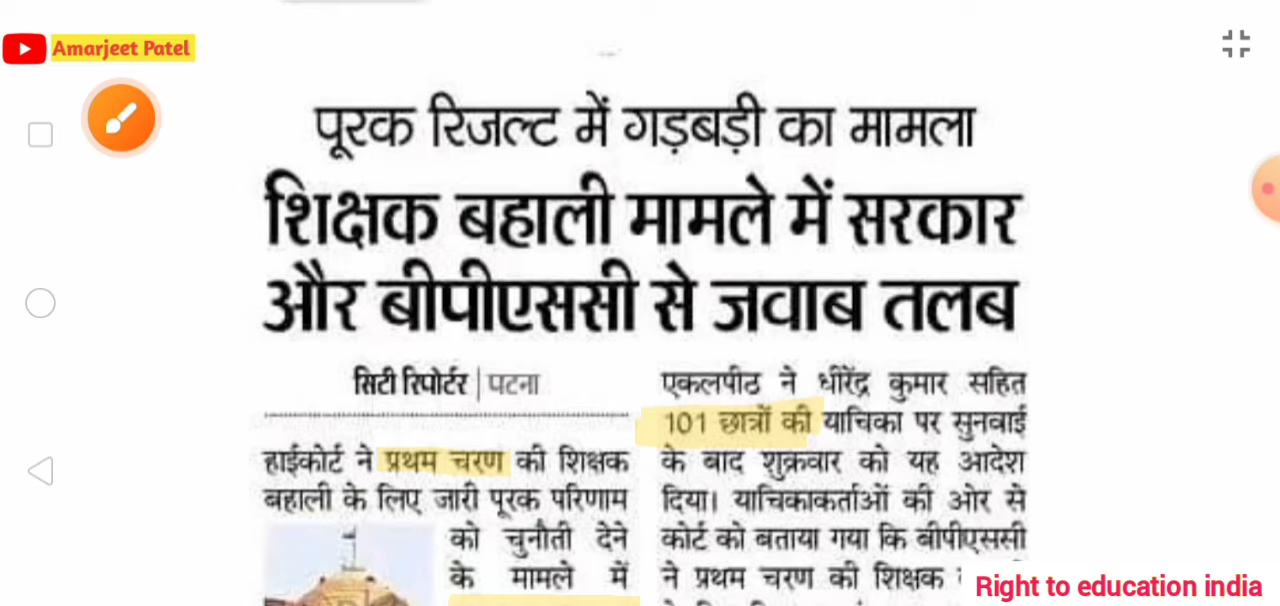 Amarjeet Patel
पूरक रिजल्ट में गड़बड़ी का मामला
शिक्षक बहाली मामले में सरकार
और बीपीएससी से जवाब तलब
सिटी रिपोर्टर | पटना
हाईकोर्ट ने प्रथम चरण की शिक्षक
बहाली के लिए जारी पूरक परिणाम
को चुनौती देने
के मामले में
एकलपीठ ने धीरेंद्र कुमार सहित
101 छात्रों की याचिका पर सुनवाई
के बाद शुक्रवार को यह आदेश
दिया। याचिकाकर्ताओं की ओर से
कोर्ट को बताया गया कि बीपीएससी
ने प्रथम चरण की शिक्षक
Right to education india